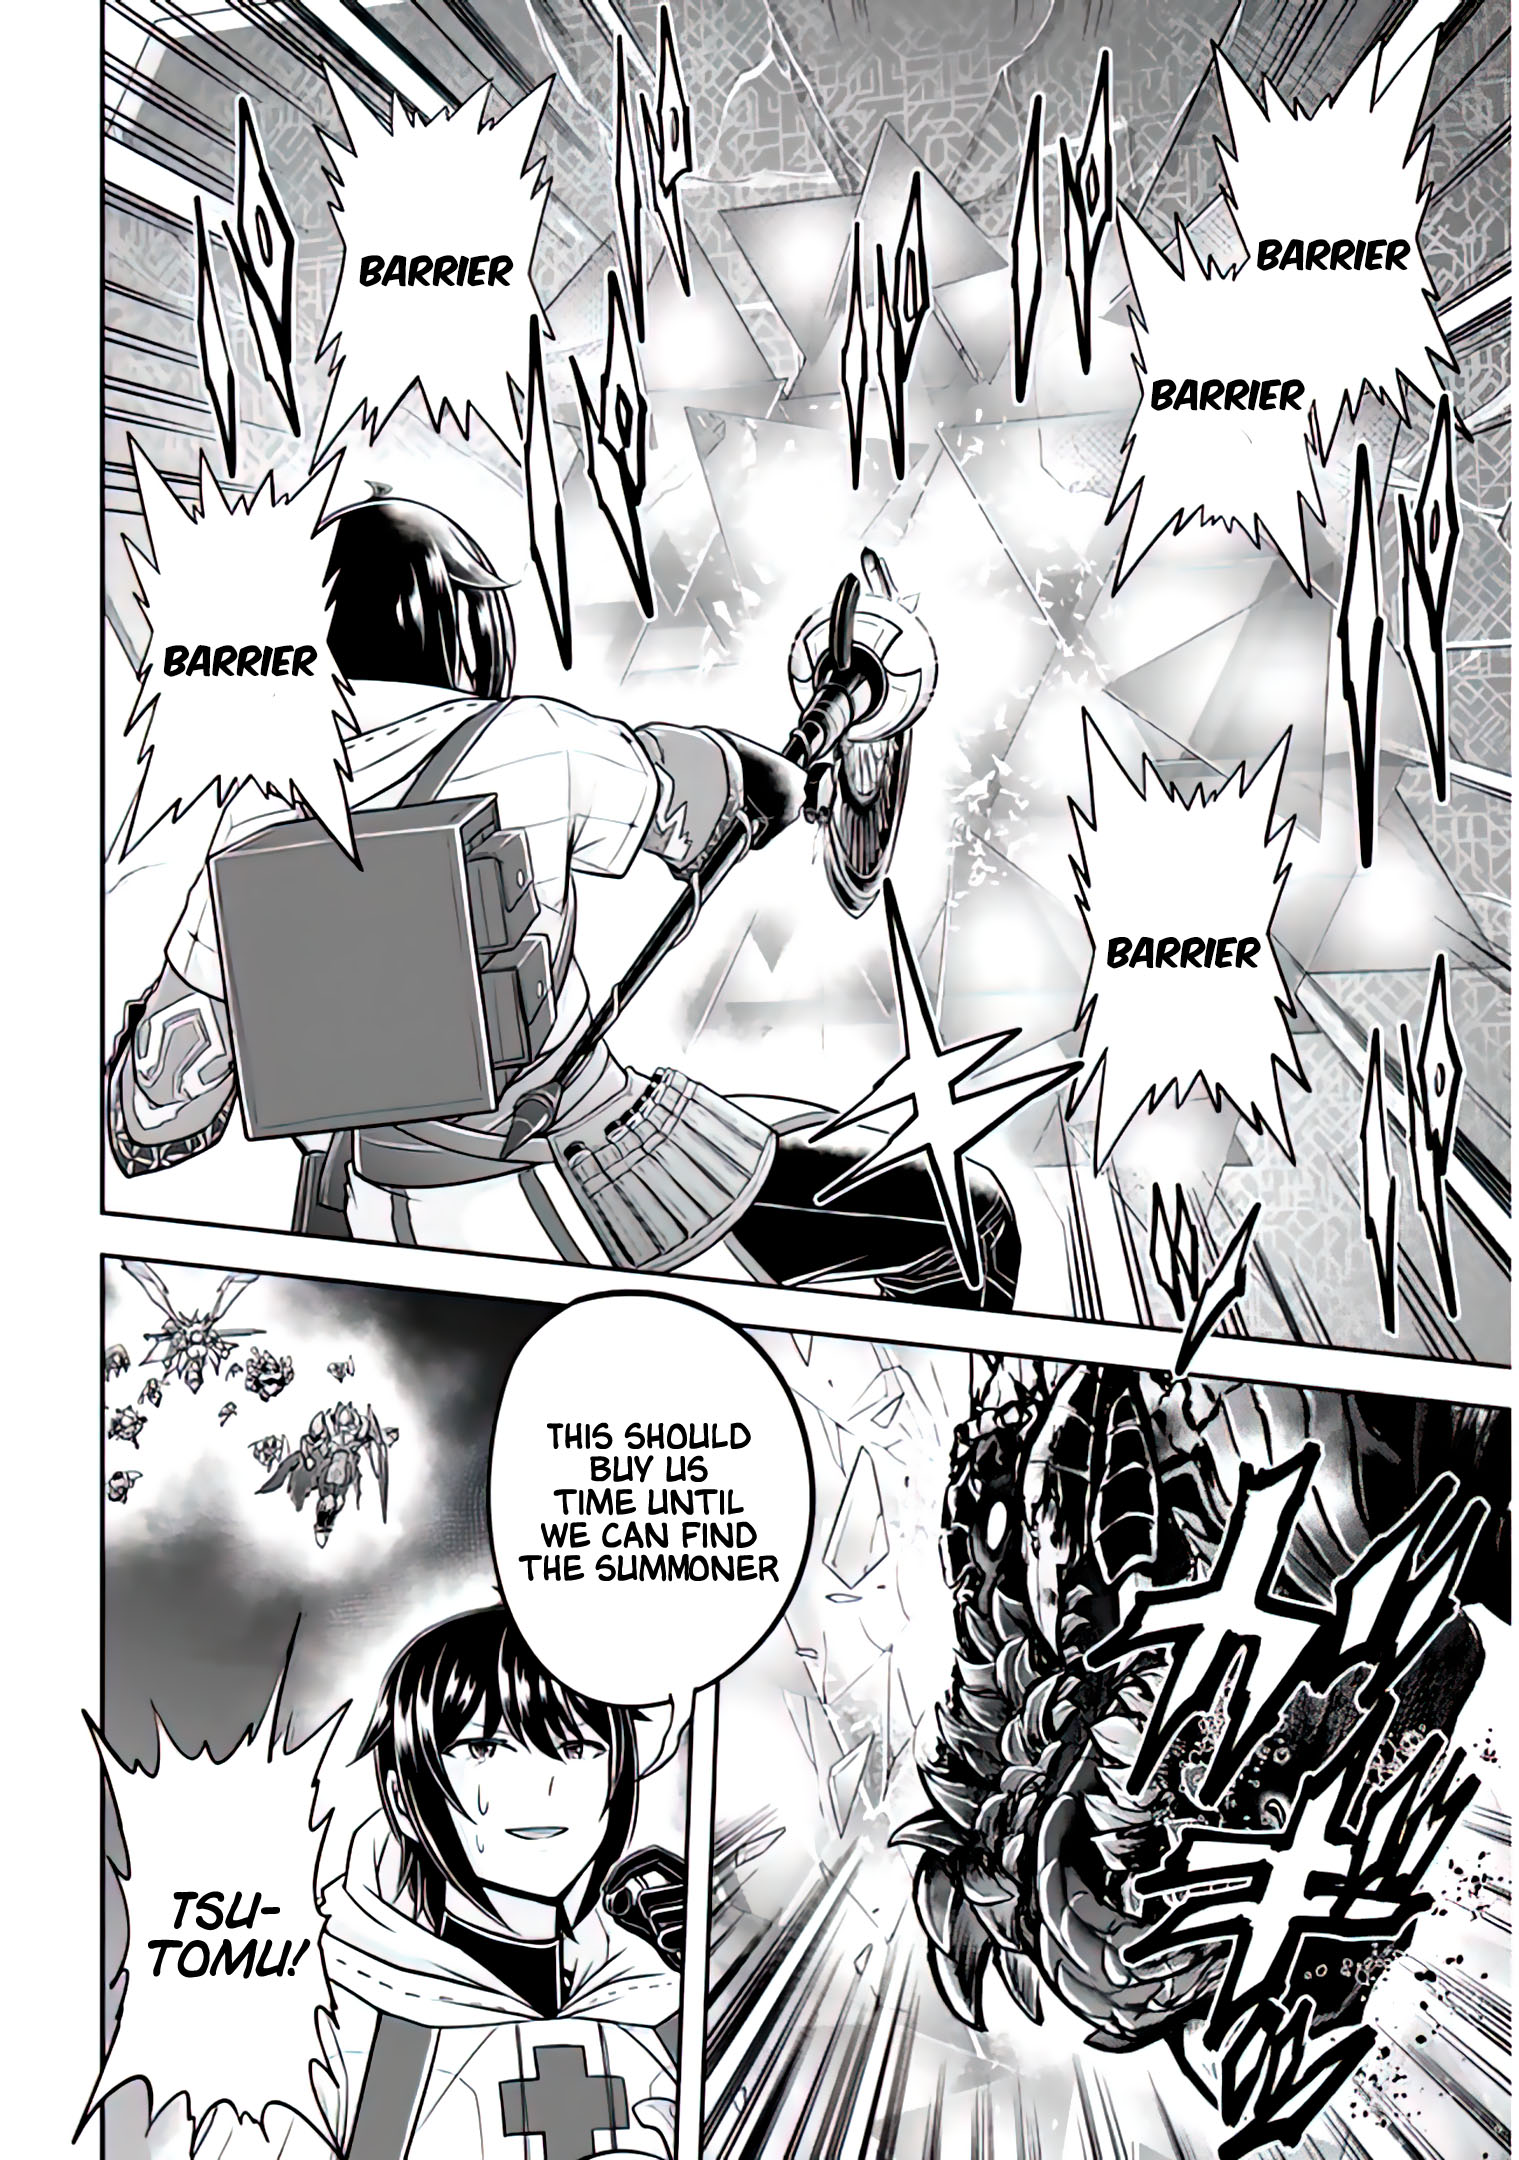 BARRIER
BARRIER
BARRIER
BARRIER
BARRIER
THIS SHOULD
BUY US
TIME UNTIL
WE CAN FIND
THE SUMMONER
TSU-
TOMU!